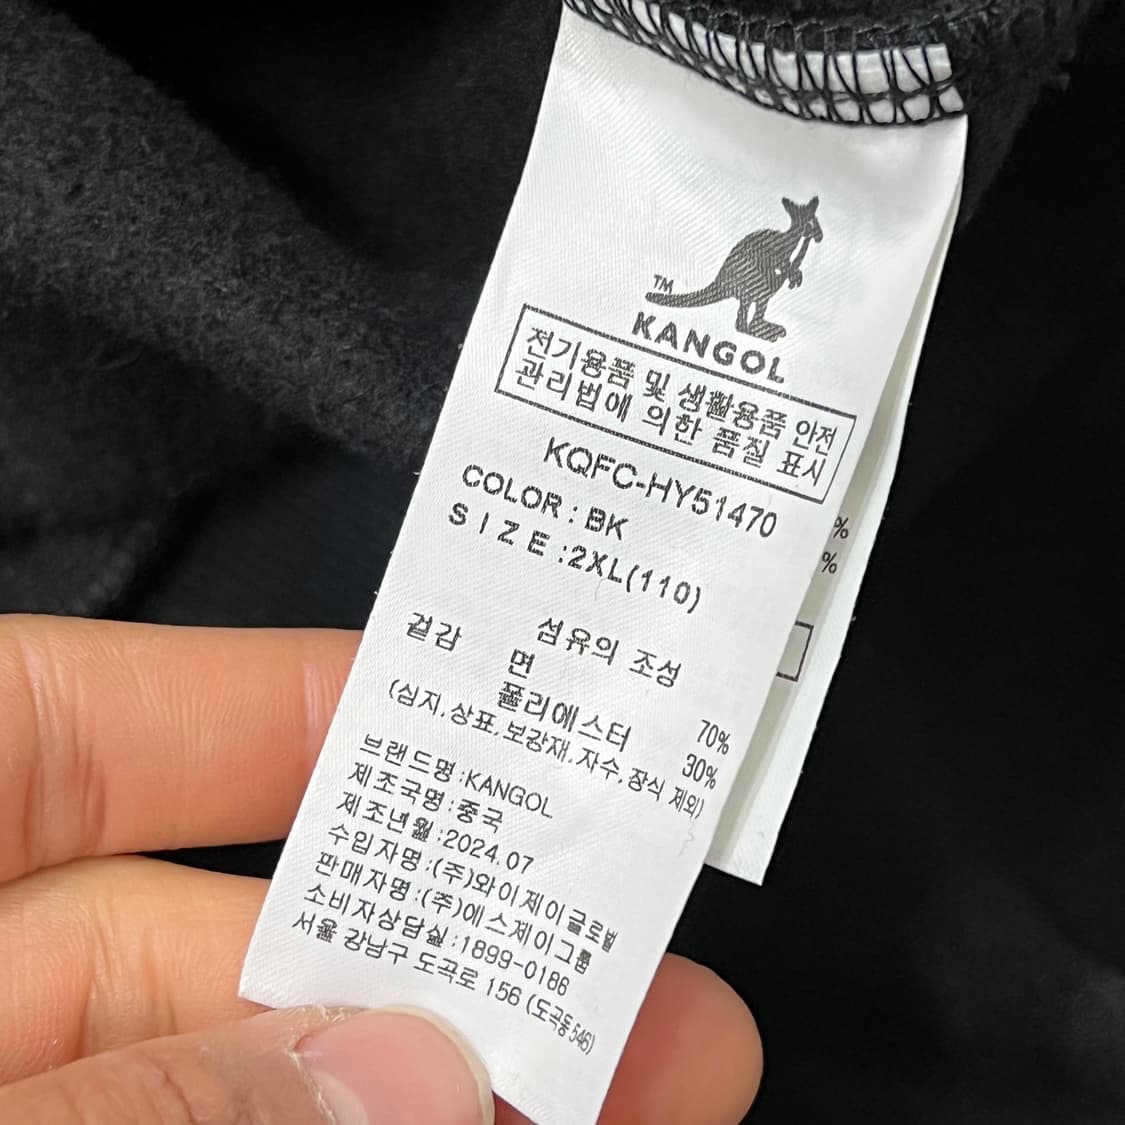 TM
KANGOL
전기용품 및 생활용품 안전
관리법에 의한 품질 표시
KQFC-HY51470
COLOR : BK
SIZE :2XL(110)
섬유의 조성
겉감 면 70%
폴리에스터 30%
(심지.상표.보강재.자수.장식 제외)
브랜드명:KANGOL
제조국명:중국
제조년월:2024.07
수입자명:(주)와이제이글로벌
판매자명:(주)에스제이그룹
소비자상담실:1899-0186
서울 강남구 도곡로 156 (도곡동546)
%
%